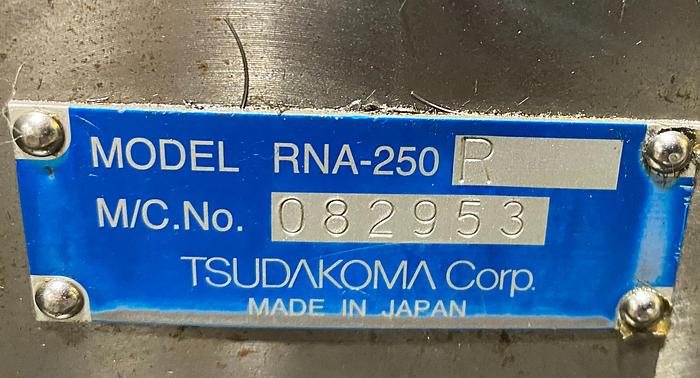 MODEL RNA-250 R
M/C.No. 082953
TSUDAKOMA Corp.
MADE IN JAPAN